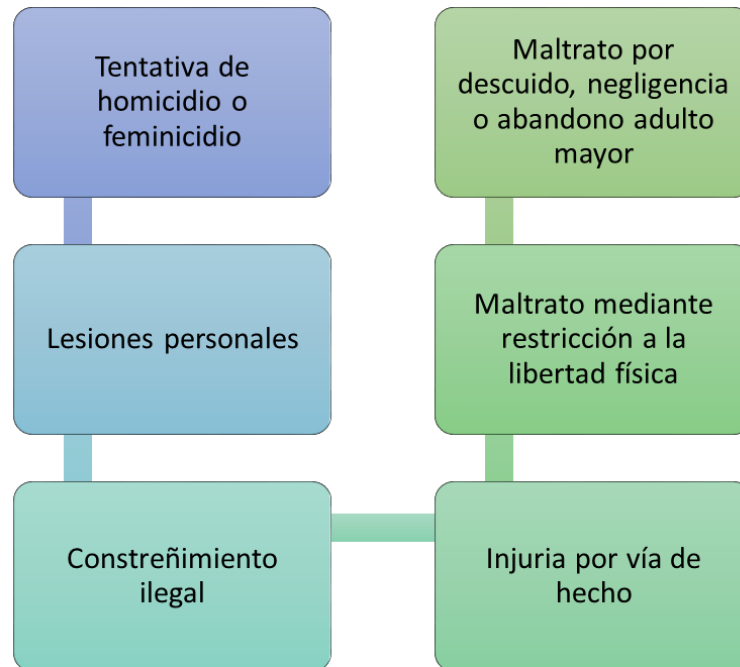 Tentativa de
homicidio o
feminicidio
Lesiones personales
Constreñimiento
ilegal
Injuria por vía de
hecho
Maltrato mediante
restricción a la
libertad física
Maltrato por
descuido, negligencia
o abandono adulto
mayor